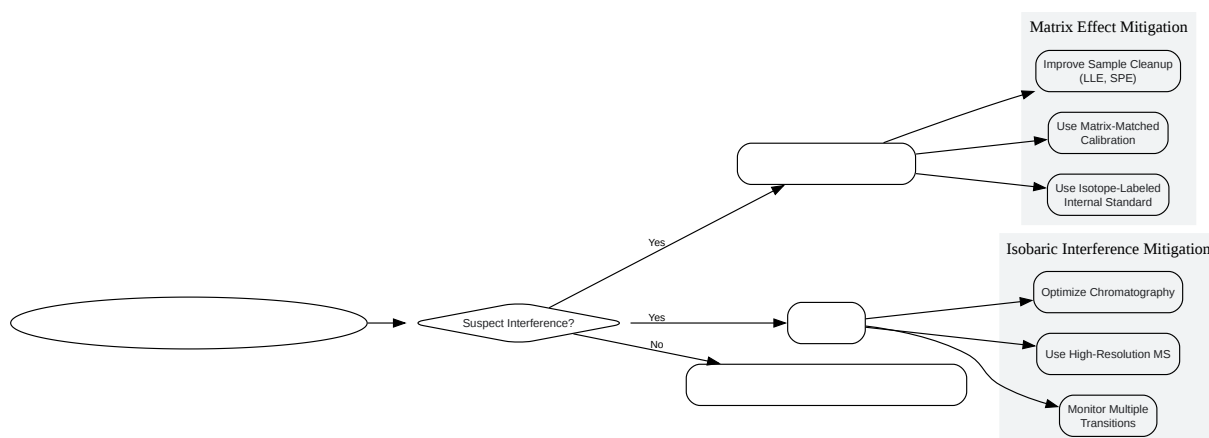 Matrix Effect Mitigation
Improve Sample Cleanup
(LLE, SPE)
Use Matrix-Matched
Calibration
Use Isotope-Labeled
Internal Standard
Yes
Isobaric Interference Mitigation
Optimize Chromatography
Suspect Interference?
Yes
No
Use High-Resolution MS
Monitor Multiple
Transitions